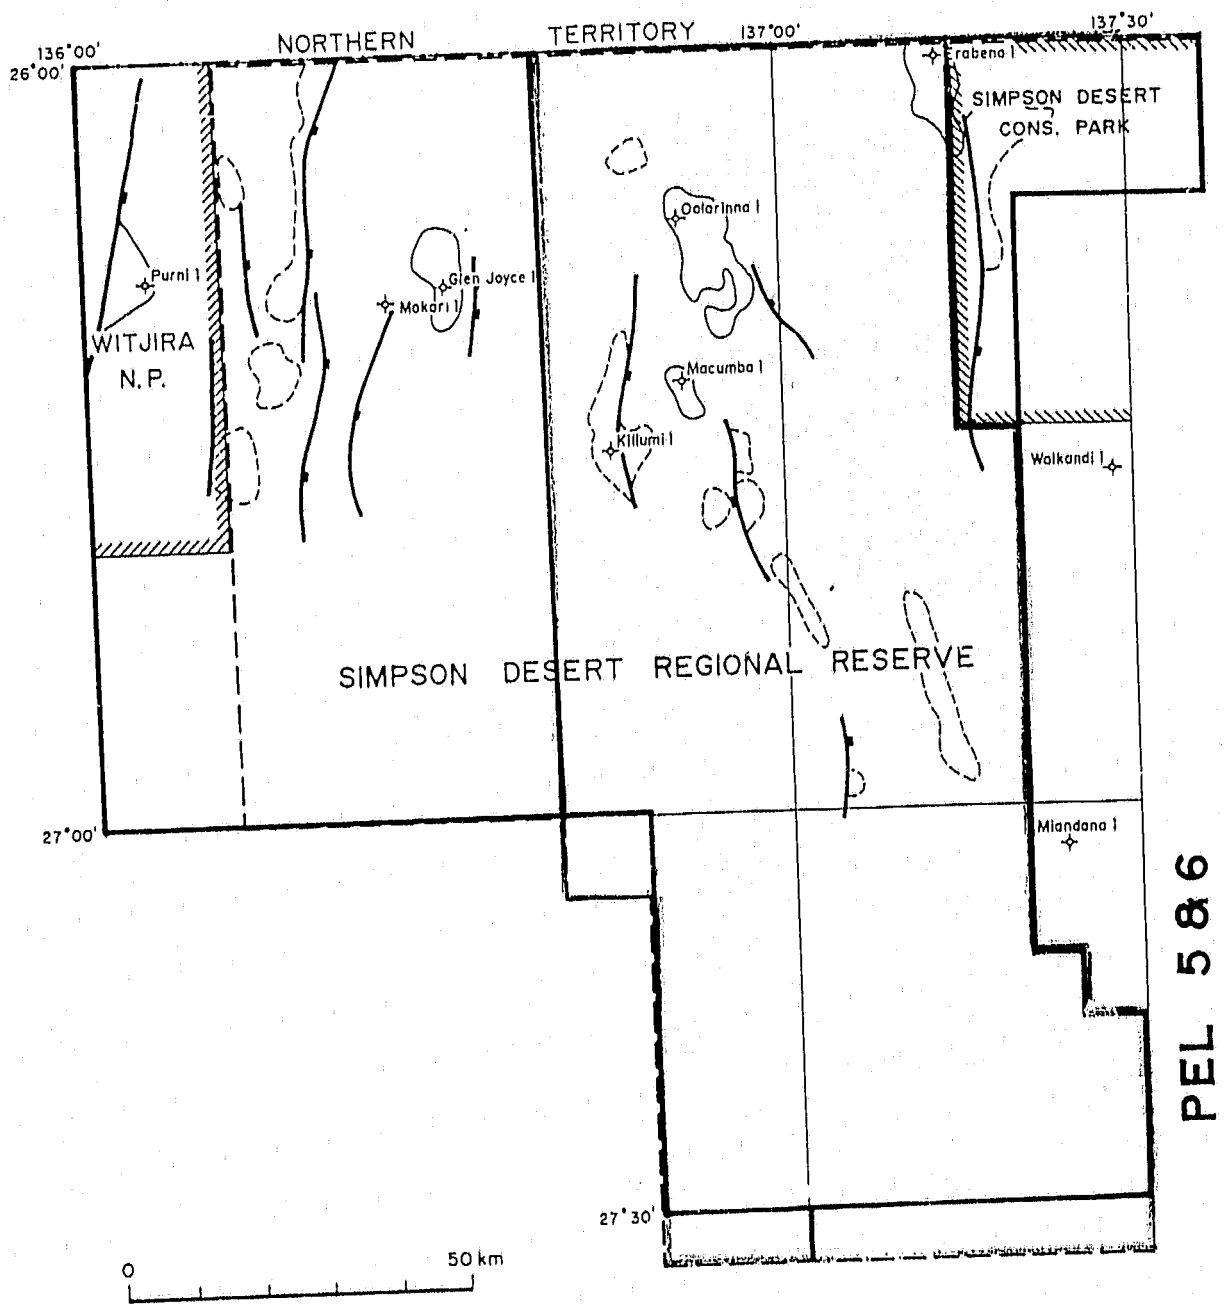 NORTHERN TERRITORY
136°00'
137°00'
137°30'
26°00'
Erabena 1
SIMPSON DESERT
CONS. PARK
Oolarinna 1
Purni 1
Glen Joyce 1
Mokari 1
WITJIRA
N.P.
Macumba 1
Killumi 1
Walkandi 1
SIMPSON DESERT REGIONAL RESERVE
27°00'
Miandana 1
PEL 5 & 6
27°30'
0 50 km